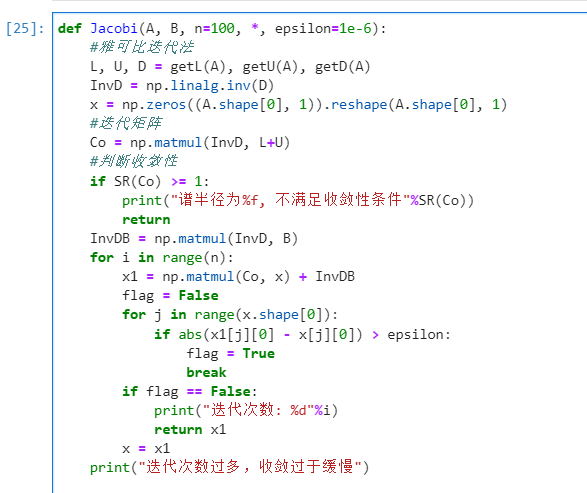 [25]: def Jacobi(A, B, n=100, *, epsilon=1e-6):
    #雅可比迭代法
    L, U, D = getL(A), getU(A), getD(A)
    InvD = np.linalg.inv(D)
    x = np.zeros((A.shape[0], 1)).reshape(A.shape[0], 1)
    #迭代矩阵
    Co = np.matmul(InvD, L+U)
    #判断收敛性
    if SR(Co) >= 1:
        print("谱半径为%f, 不满足收敛性条件"%SR(Co))
        return
    InvDB = np.matmul(InvD, B)
    for i in range(n):
        x1 = np.matmul(Co, x) + InvDB
        flag = False
        for j in range(x.shape[0]):
            if abs(x1[j][0] - x[j][0]) > epsilon:
                flag = True
                break
        if flag == False:
            print("迭代次数: %d"%i)
            return x1
        x = x1
    print("迭代次数过多，收敛过于缓慢")